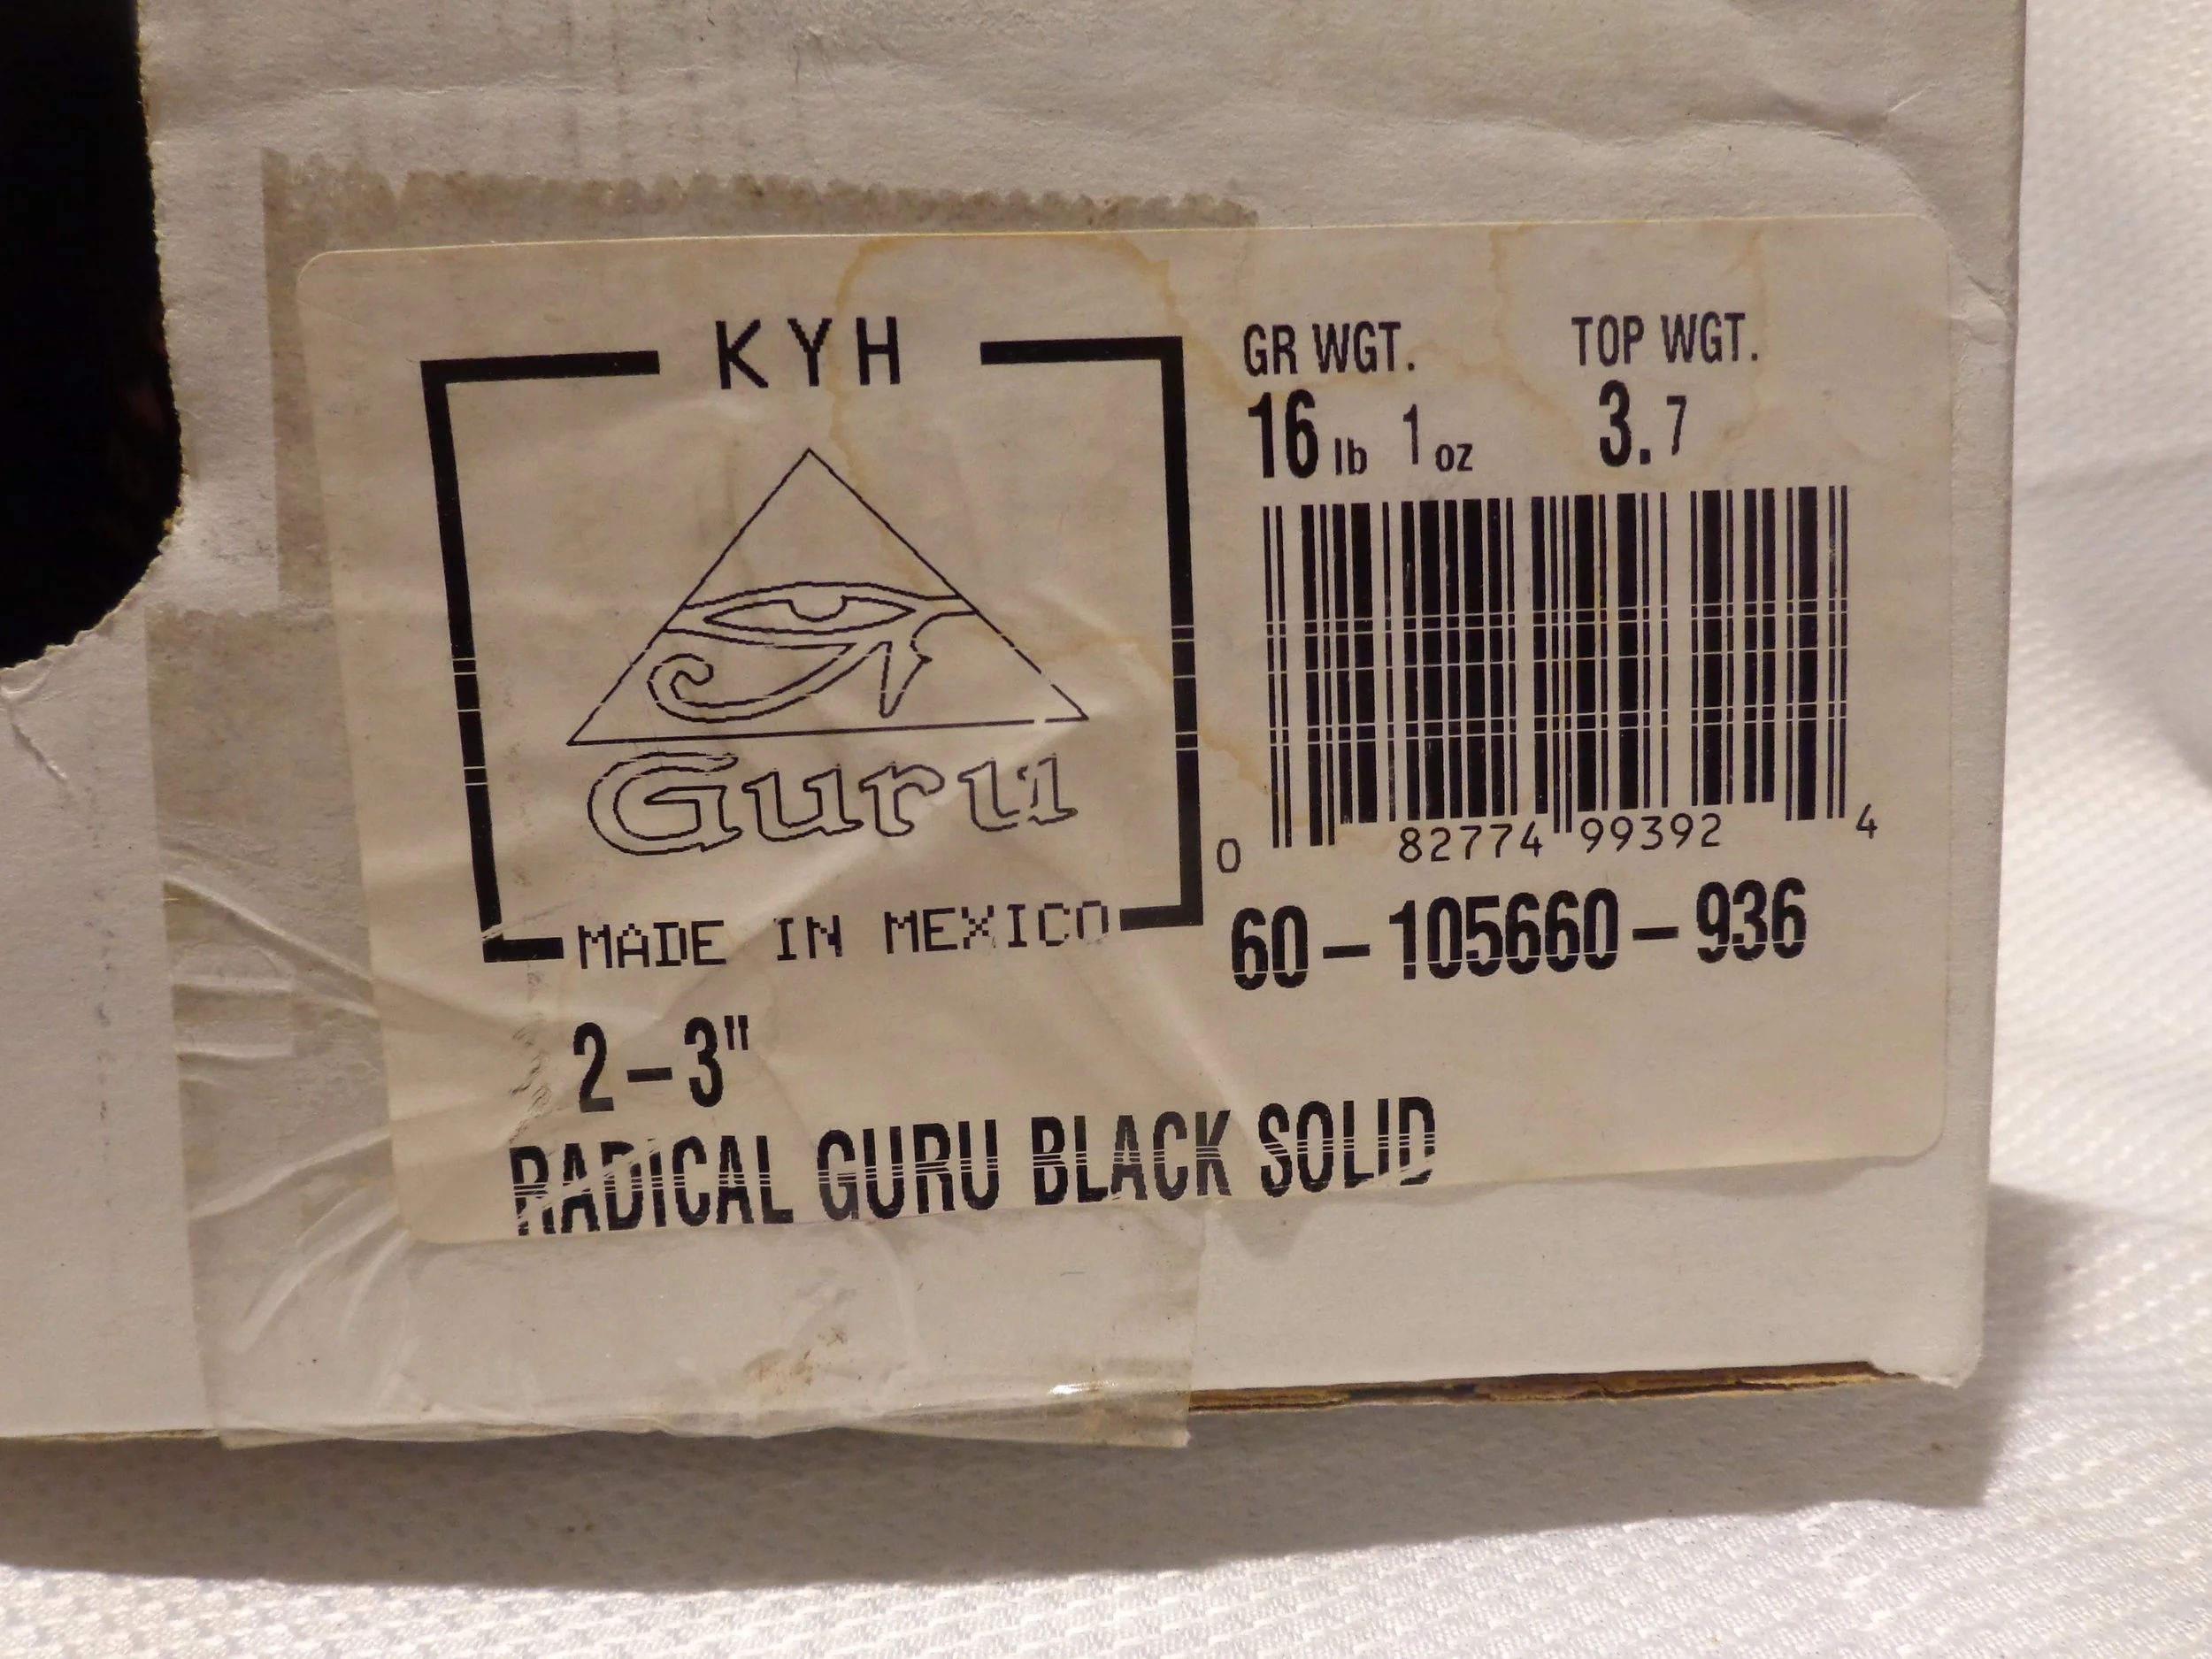 KYH
Guru
MADE IN MEXICO
GR WGT. TOP WGT.
16 lb 1 oz 3.7
0 82774 99392 4
60-105660-936
2-3"
RADICAL GURU BLACK SOLID